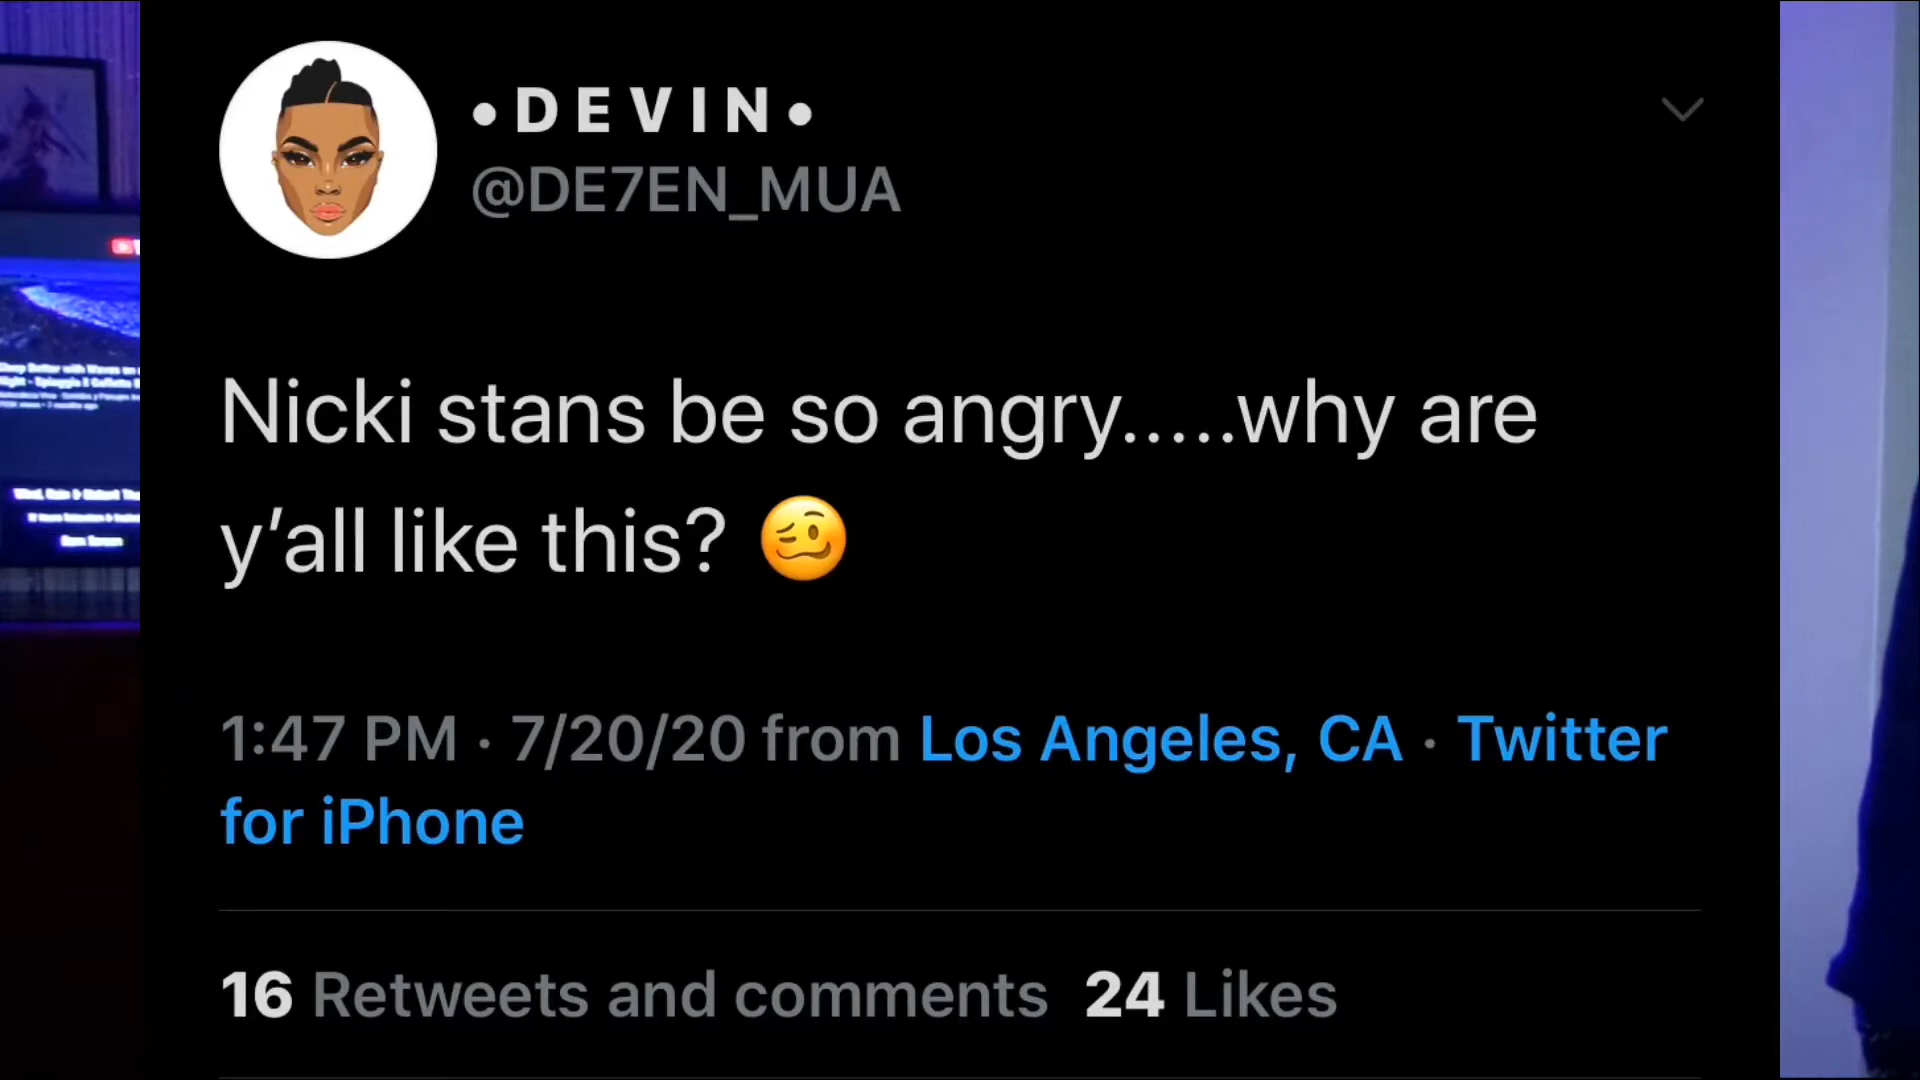 • D E V I N •
@DE7EN_MUA
Nicki stans be so angry.....why are
y’all like this? 🥴
1:47 PM · 7/20/20 from Los Angeles, CA · Twitter
for iPhone
16 Retweets and comments 24 Likes